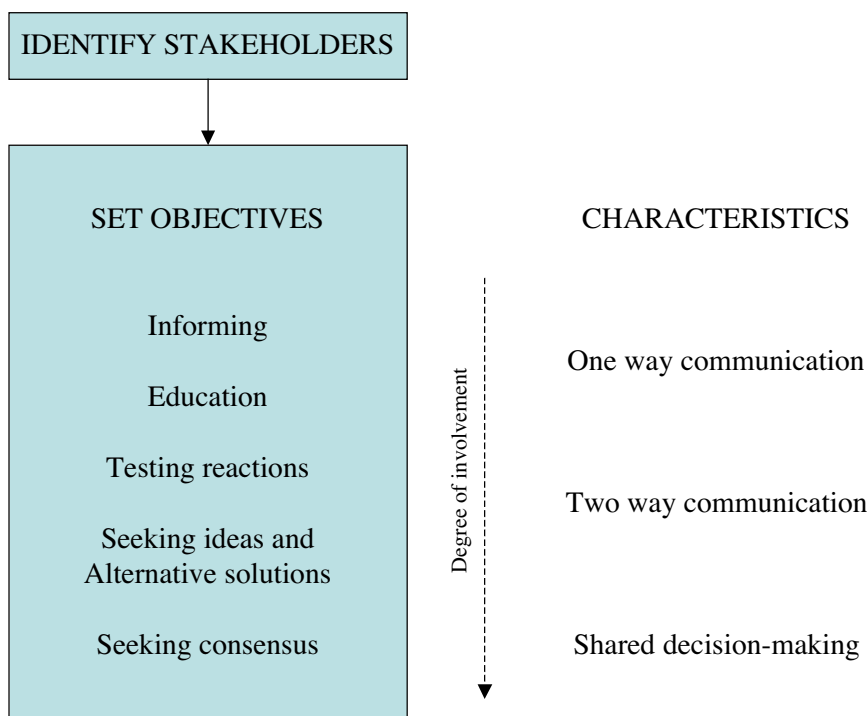 IDENTIFY STAKEHOLDERS
SET OBJECTIVES
Informing
Education
Testing reactions
Seeking ideas and
Alternative solutions
Seeking consensus
Degree of involvement
CHARACTERISTICS
One way communication
Two way communication
Shared decision-making